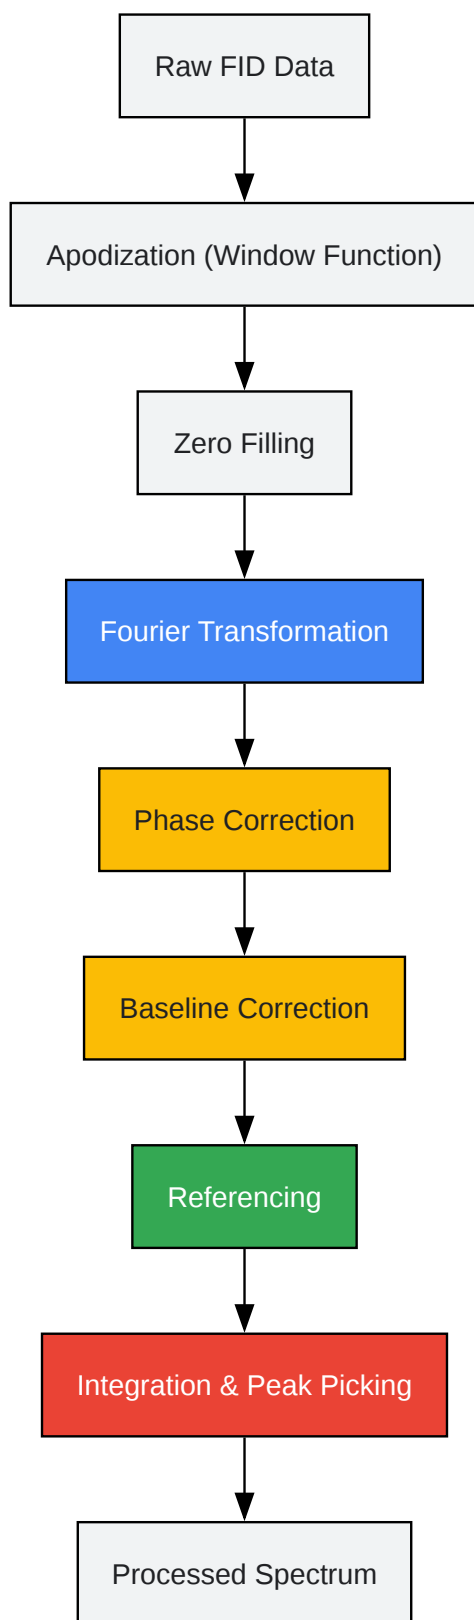 Raw FID Data
Apodization (Window Function)
Zero Filling
Fourier Transformation
Phase Correction
Baseline Correction
Referencing
Integration & Peak Picking
Processed Spectrum